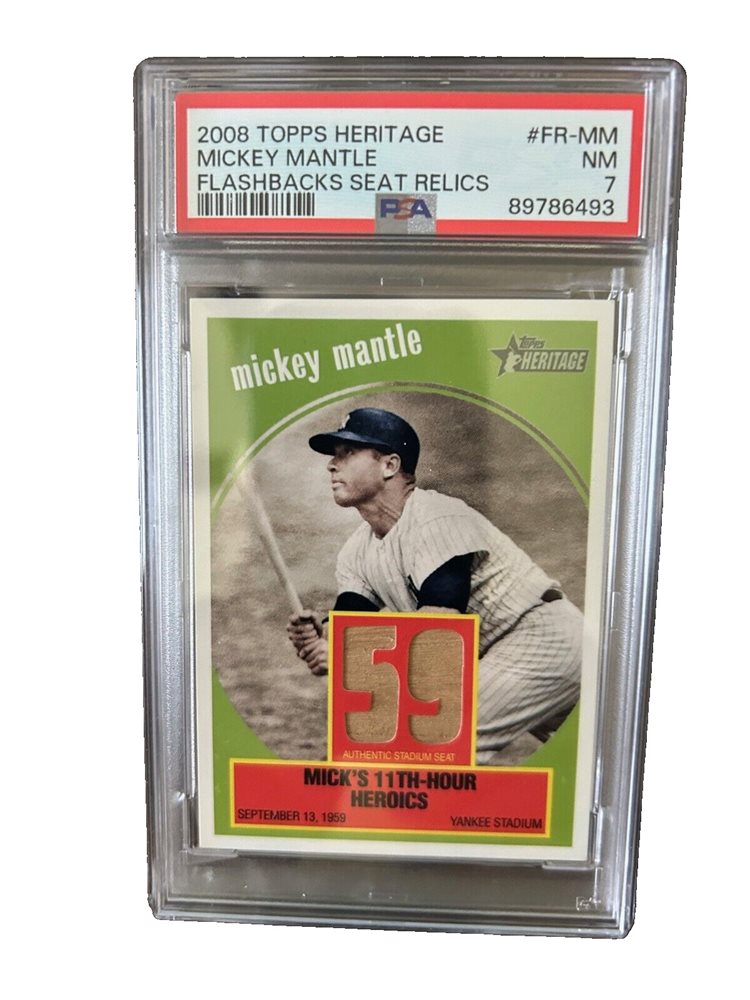 2008 TOPPS HERITAGE #FR-MM
MICKEY MANTLE NM
FLASHBACKS SEAT RELICS 7
PSA 89786493
mickey mantle
TOPPS
HERITAGE
59
AUTHENTIC STADIUM SEAT
MICK'S 11TH-HOUR
HEROICS
SEPTEMBER 13, 1959 YANKEE STADIUM